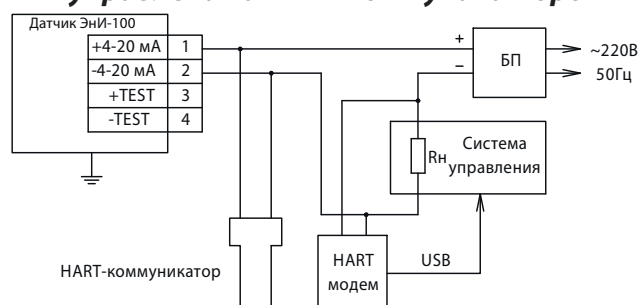 Датчик ЭнИ-100
+4-20 мА 1
-4-20 мА 2
+TEST 3
-TEST 4
+
–
БП
~220В
50Гц
Rн
Система
управления
HART-коммуникатор
HART
модем
USB